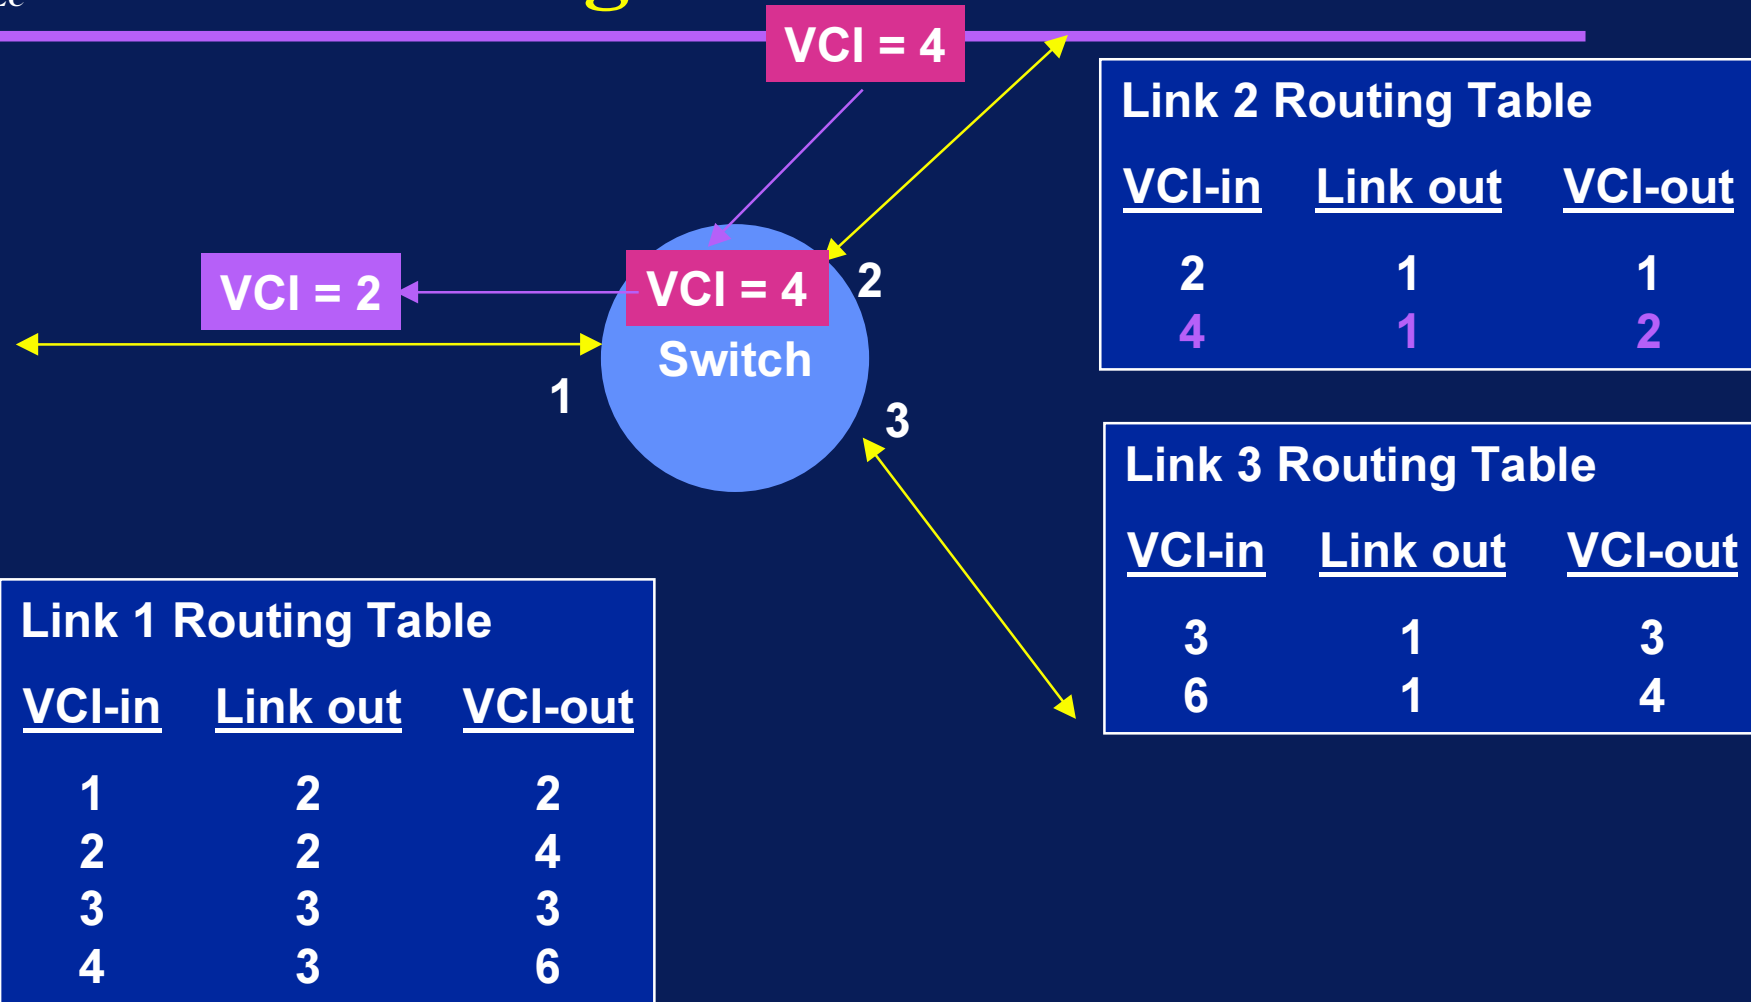 VCI = 4
Link 2 Routing Table
VCI-in Link out VCI-out
2 1 1
4 1 2
VCI = 2
VCI = 4
2
Switch
1
3
Link 3 Routing Table
VCI-in Link out VCI-out
3 1 3
6 1 4
Link 1 Routing Table
VCI-in Link out VCI-out
1 2 2
2 2 4
3 3 3
4 3 6